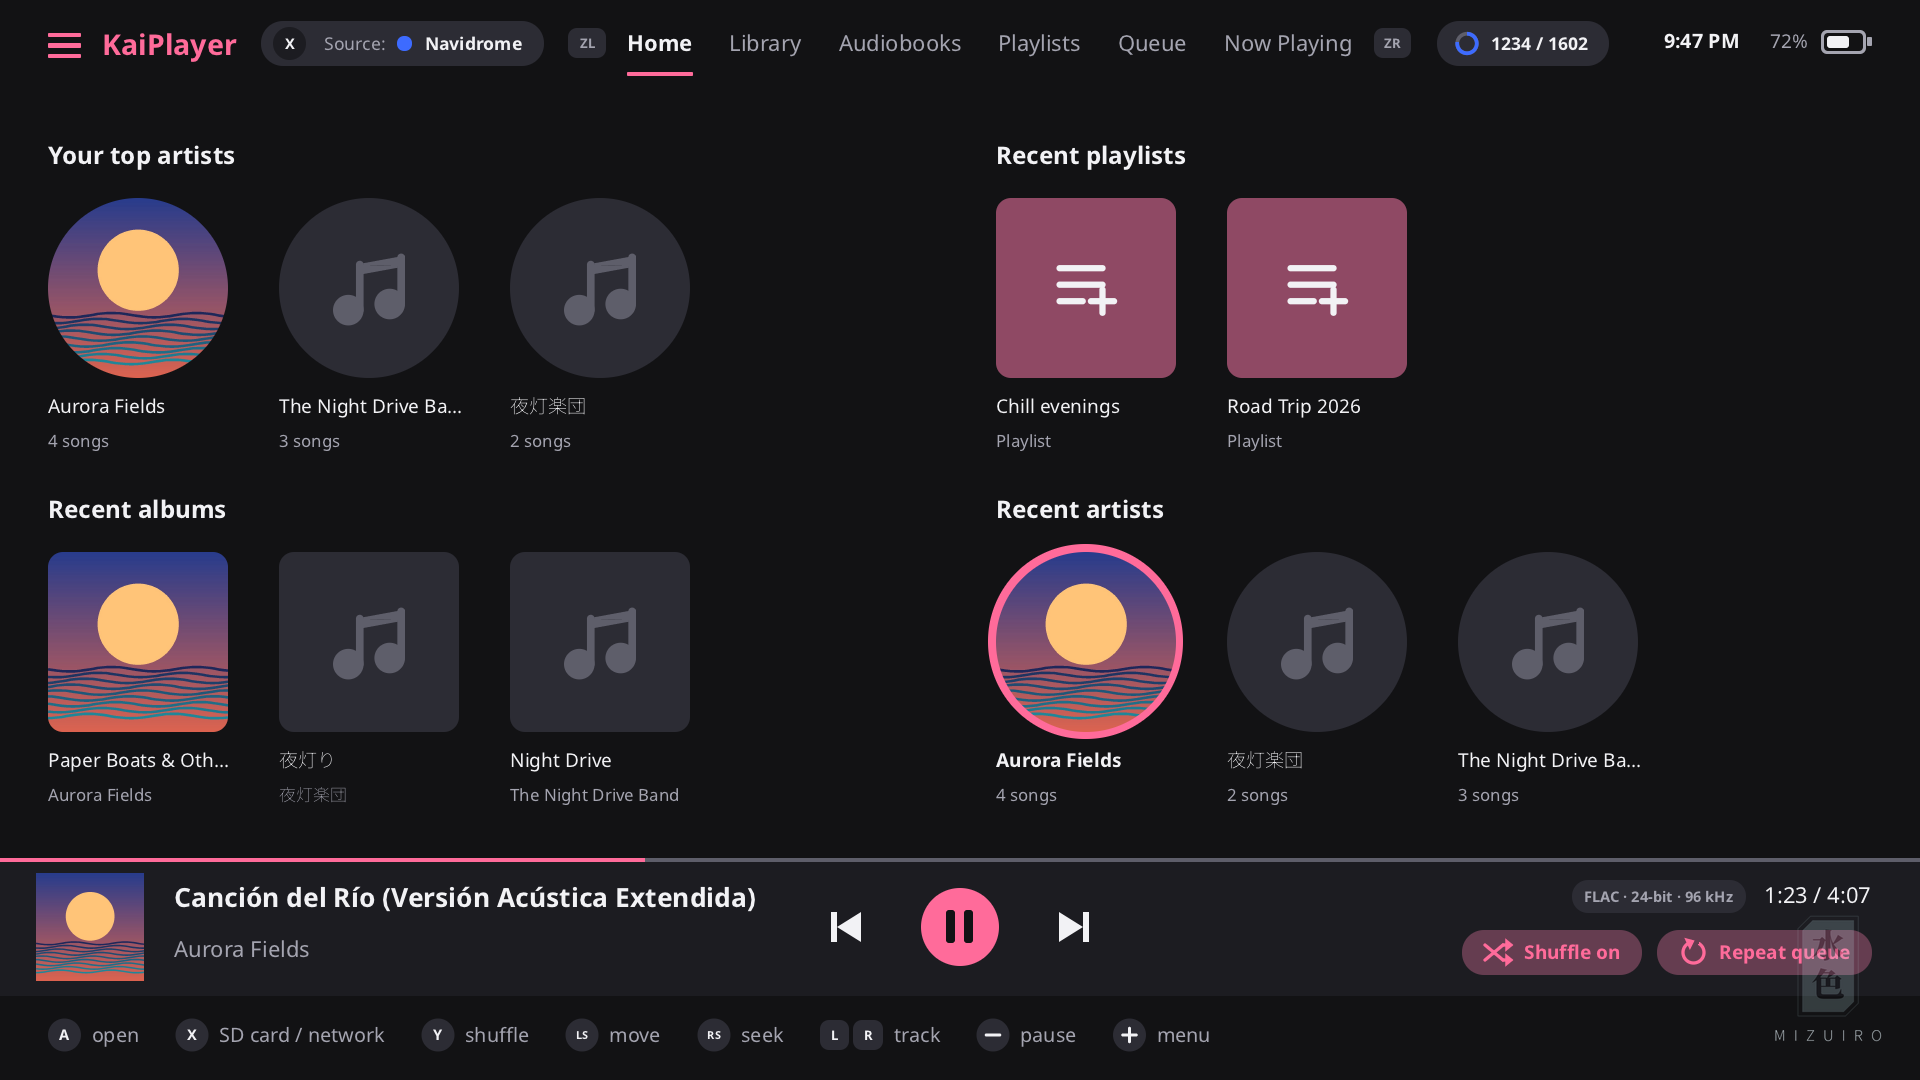 KaiPlayer
X Source: Navidrome
ZL Home Library Audiobooks Playlists Queue Now Playing ZR
1234 / 1602
9:47 PM
72%
Your top artists
Aurora Fields
4 songs
The Night Drive Ba...
3 songs
夜灯楽団
2 songs
Recent playlists
Chill evenings
Playlist
Road Trip 2026
Playlist
Recent albums
Paper Boats & Oth...
Aurora Fields
夜灯り
夜灯楽団
Night Drive
The Night Drive Band
Recent artists
Aurora Fields
4 songs
夜灯楽団
2 songs
The Night Drive Ba...
3 songs
Canción del Río (Versión Acústica Extendida)
Aurora Fields
FLAC · 24-bit · 96 kHz
1:23 / 4:07
Shuffle on
Repeat queue
A open X SD card / network Y shuffle LS move RS seek L R track pause menu
水色
MIZUIRO